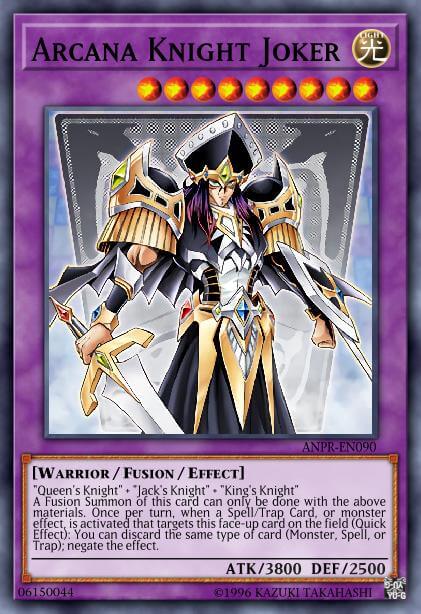 ARCANA KNIGHT JOKER
LIGHT
光
ANPR-EN090
[WARRIOR / FUSION / EFFECT]
"Queen's Knight" + "Jack's Knight" + "King's Knight"
A Fusion Summon of this card can only be done with the above
materials. Once per turn, when a Spell/Trap Card, or monster
effect, is activated that targets this face-up card on the field (Quick
Effect): You can discard the same type of card (Monster, Spell, or
Trap); negate the effect.
ATK/3800 DEF/2500
06150044
©1996 KAZUKI TAKAHASHI